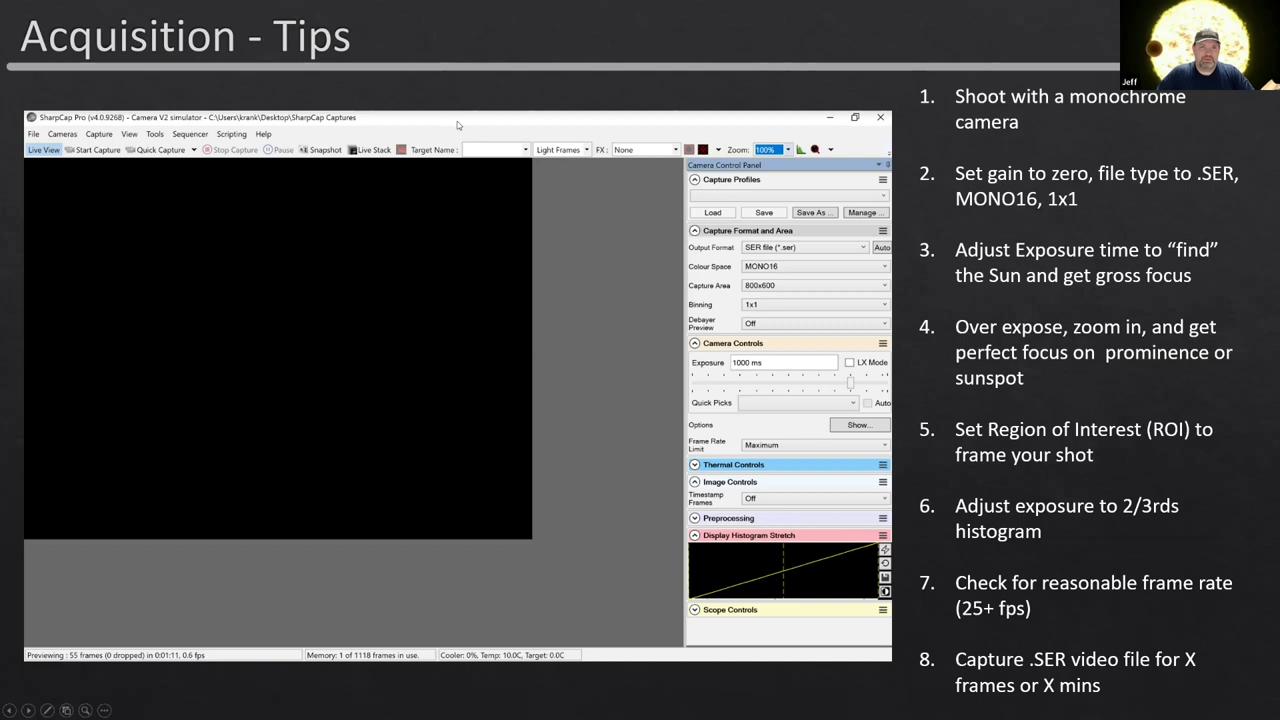 Acquisition - Tips
Jeff
SharpCap Pro (v4.0.9268) - Camera V2 simulator - C:\Users\krank\Desktop\SharpCap Captures
File Cameras Capture View Tools Sequencer Scripting Help
Live View Start Capture Quick Capture Stop Capture Pause Snapshot Live Stack Target Name : Light Frames FX : None Zoom: 100%
Camera Control Panel
Capture Profiles
Load Save Save As ... Manage ...
Capture Format and Area
Output Format SER file (*.ser) Auto
Colour Space MONO16
Capture Area 800x600
Binning 1x1
Debayer
Preview Off
Camera Controls
Exposure 1000 ms LX Mode
Quick Picks Auto
Options Show...
Frame Rate
Limit Maximum
Thermal Controls
Image Controls
Timestamp
Frames Off
Preprocessing
Display Histogram Stretch
Scope Controls
Previewing : 55 frames (0 dropped) in 0:01:11, 0.6 fps Memory: 1 of 1118 frames in use. Cooler: 0%, Temp: 10.0C, Target: 0.0C
1. Shoot with a monochrome
camera
2. Set gain to zero, file type to .SER,
MONO16, 1x1
3. Adjust Exposure time to “find”
the Sun and get gross focus
4. Over expose, zoom in, and get
perfect focus on prominence or
sunspot
5. Set Region of Interest (ROI) to
frame your shot
6. Adjust exposure to 2/3rds
histogram
7. Check for reasonable frame rate
(25+ fps)
8. Capture .SER video file for X
frames or X mins